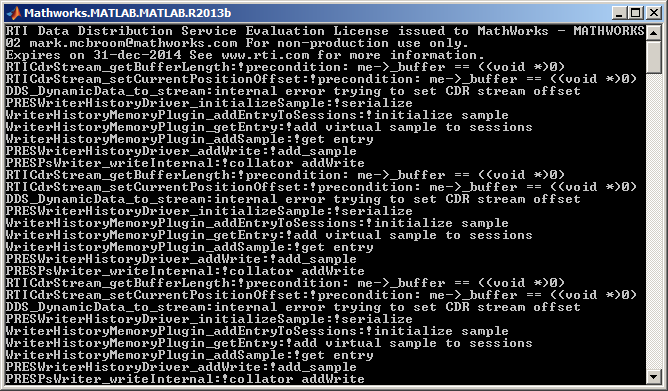 Mathworks.MATLAB.MATLAB.R2013b
RTI Data Distribution Service Evaluation License issued to MathWorks - MATHWORKS
02 mark.mcbroom@mathworks.com For non-production use only.
Expires on 31-dec-2014 See www.rti.com for more information.
RTICdrStream_getBufferLength:!precondition: me->_buffer == ((void *)0)
RTICdrStream_setCurrentPositionOffset:!precondition: me->_buffer == ((void *)0)
DDS_DynamicData_to_stream:internal error trying to set CDR stream offset
PRESWriterHistoryDriver_initializeSample:!serialize
WriterHistoryMemoryPlugin_addEntryToSessions:!initialize sample
WriterHistoryMemoryPlugin_getEntry:!add virtual sample to sessions
WriterHistoryMemoryPlugin_addSample:!get entry
PRESWriterHistoryDriver_addWrite:!add_sample
PRESPsWriter_writeInternal:!collator addWrite
RTICdrStream_getBufferLength:!precondition: me->_buffer == ((void *)0)
RTICdrStream_setCurrentPositionOffset:!precondition: me->_buffer == ((void *)0)
DDS_DynamicData_to_stream:internal error trying to set CDR stream offset
PRESWriterHistoryDriver_initializeSample:!serialize
WriterHistoryMemoryPlugin_addEntryToSessions:!initialize sample
WriterHistoryMemoryPlugin_getEntry:!add virtual sample to sessions
WriterHistoryMemoryPlugin_addSample:!get entry
PRESWriterHistoryDriver_addWrite:!add_sample
PRESPsWriter_writeInternal:!collator addWrite
RTICdrStream_getBufferLength:!precondition: me->_buffer == ((void *)0)
RTICdrStream_setCurrentPositionOffset:!precondition: me->_buffer == ((void *)0)
DDS_DynamicData_to_stream:internal error trying to set CDR stream offset
PRESWriterHistoryDriver_initializeSample:!serialize
WriterHistoryMemoryPlugin_addEntryToSessions:!initialize sample
WriterHistoryMemoryPlugin_getEntry:!add virtual sample to sessions
WriterHistoryMemoryPlugin_addSample:!get entry
PRESWriterHistoryDriver_addWrite:!add_sample
PRESPsWriter_writeInternal:!collator addWrite